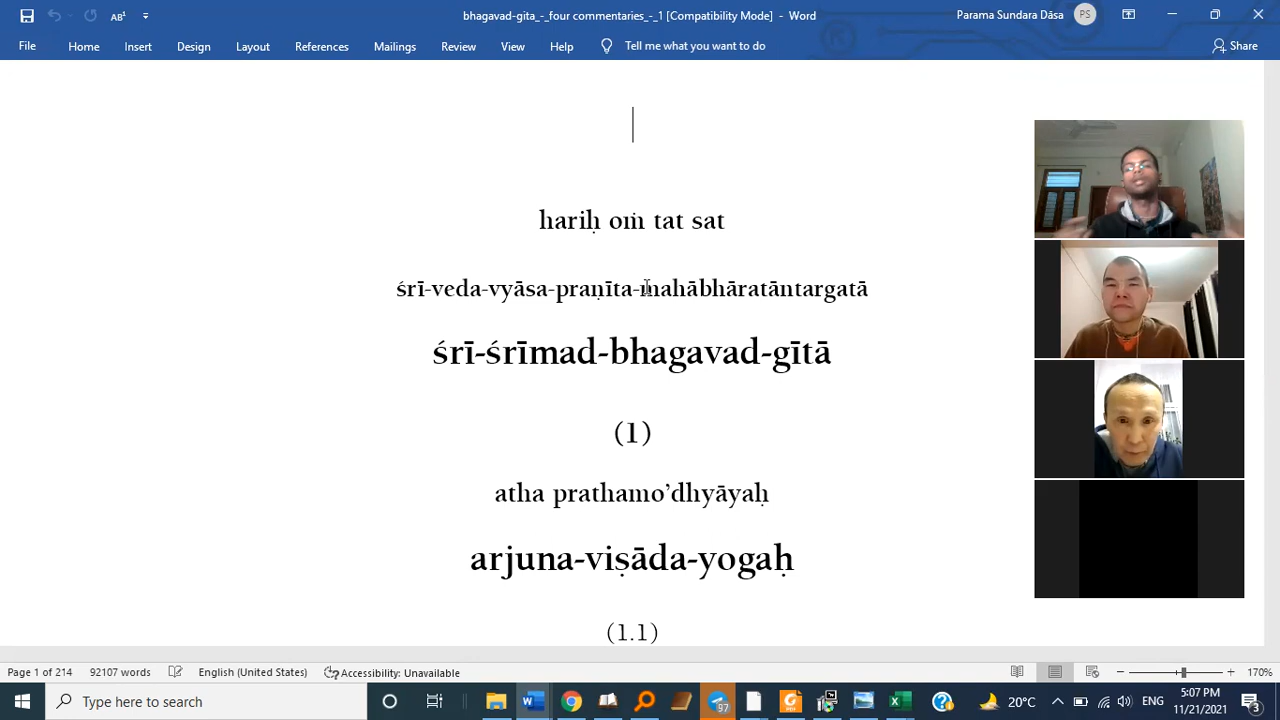 bhagavad-gita_-_four commentaries_-_1 [Compatibility Mode] - Word
Parama Sundara Dāsa
PS
File
Home
Insert
Design
Layout
References
Mailings
Review
View
Help
Tell me what you want to do
Share
hariḥ oṁ tat sat
śrī-veda-vyāsa-praṇīta-mahābhāratāntargatā
śrī-śrīmad-bhagavad-gītā
(1)
atha prathamo’dhyāyaḥ
arjuna-viṣāda-yogaḥ
(1.1)
Page 1 of 214
92107 words
English (United States)
Accessibility: Unavailable
170%
Type here to search
97
20°C
ENG
5:07 PM
11/21/2021
3